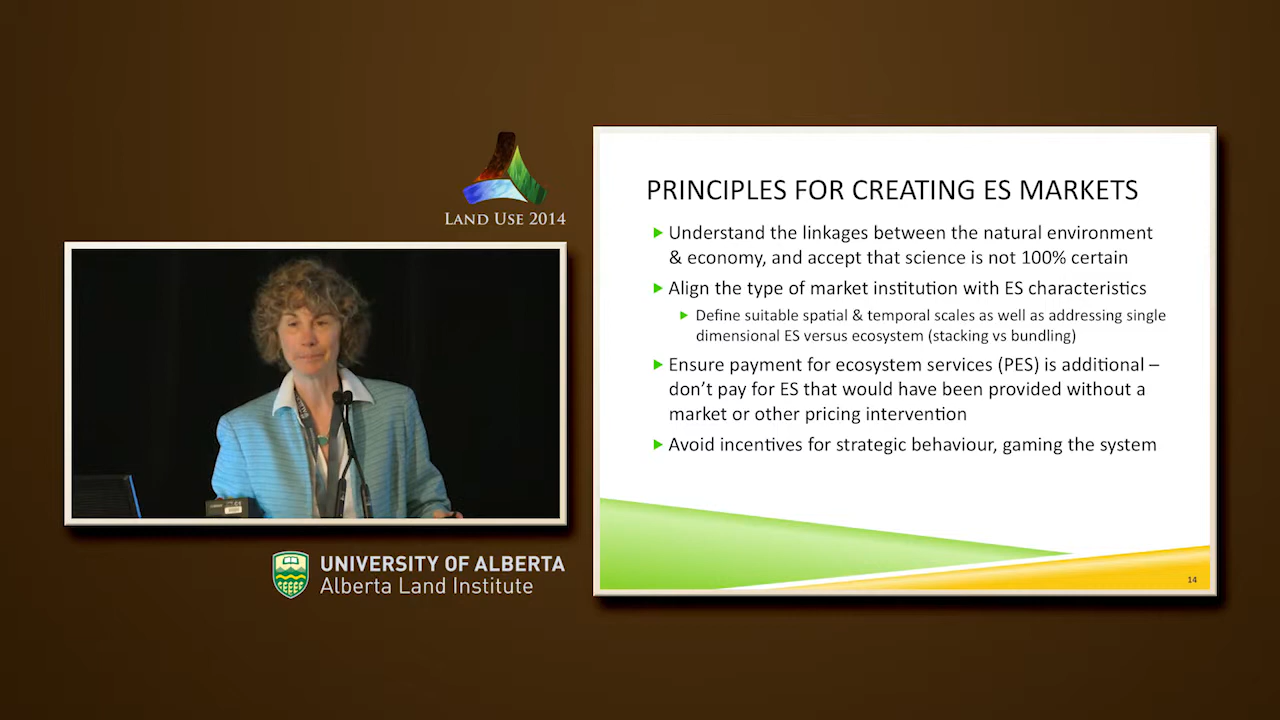 LAND USE 2014
UNIVERSITY OF ALBERTA
Alberta Land Institute
PRINCIPLES FOR CREATING ES MARKETS
Understand the linkages between the natural environment
& economy, and accept that science is not 100% certain
Align the type of market institution with ES characteristics
Define suitable spatial & temporal scales as well as addressing single
dimensional ES versus ecosystem (stacking vs bundling)
Ensure payment for ecosystem services (PES) is additional –
don't pay for ES that would have been provided without a
market or other pricing intervention
Avoid incentives for strategic behaviour, gaming the system
14